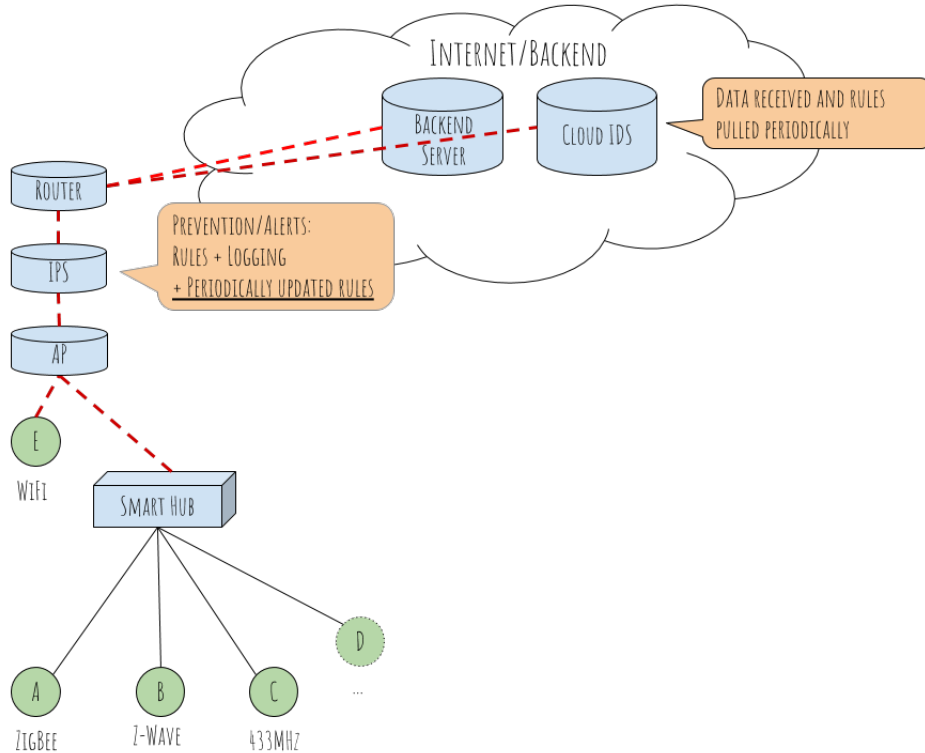 INTERNET/BACKEND
BACKEND
SERVER
CLOUD IDS
DATA RECEIVED AND RULES
PULLED PERIODICALLY
ROUTER
PREVENTION/ALERTS:
RULES + LOGGING
+ PERIODICALLY UPDATED RULES
IPS
AP
E
WIFI
SMART HUB
D
...
A
B
C
ZIGBEE
Z-WAVE
433MHZ